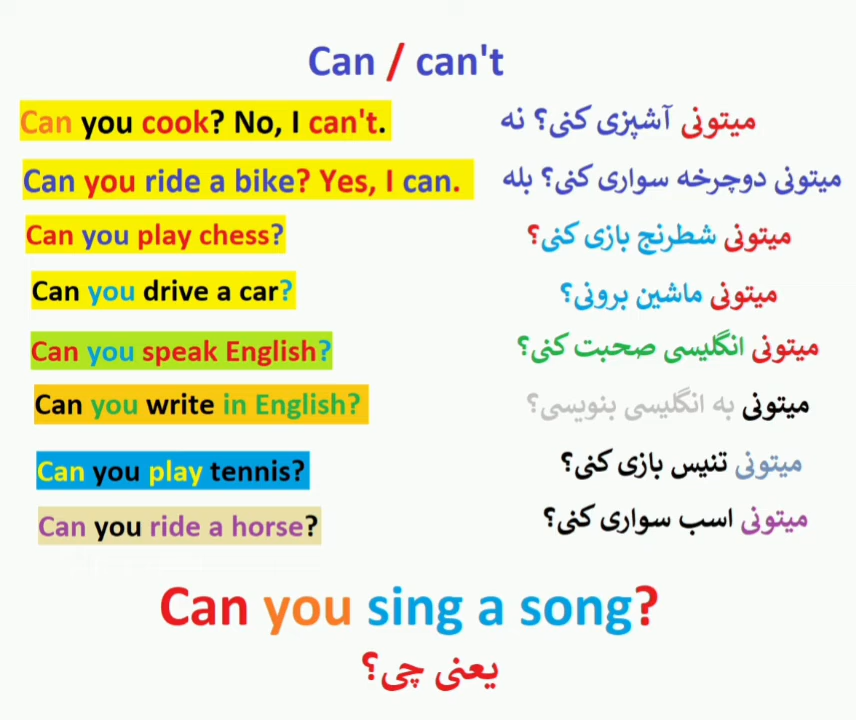 Can / can't
Can you cook? No, I can't. میتونی آشپزی کنی؟ نه
Can you ride a bike? Yes, I can. میتونی دوچرخه سواری کنی؟ بله
Can you play chess? میتونی شطرنج بازی کنی؟
Can you drive a car? میتونی ماشین برونی؟
Can you speak English? میتونی انگلیسی صحبت کنی؟
Can you write in English? میتونی به انگلیسی بنویسی؟
Can you play tennis? میتونی تنیس بازی کنی؟
Can you ride a horse? میتونی اسب سواری کنی؟
Can you sing a song?
یعنی چی؟